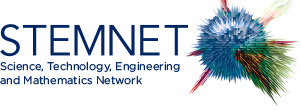 STEMNET
Science, Technology, Engineering
and Mathematics Network